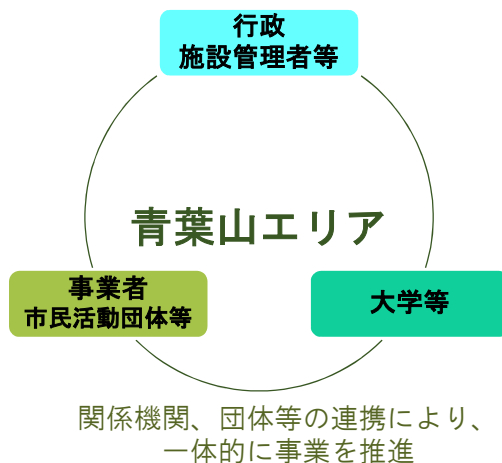 行政
施設管理者等
青葉山エリア
事業者
市民活動団体等
大学等
関係機関、団体等の連携により、
一体的に事業を推進